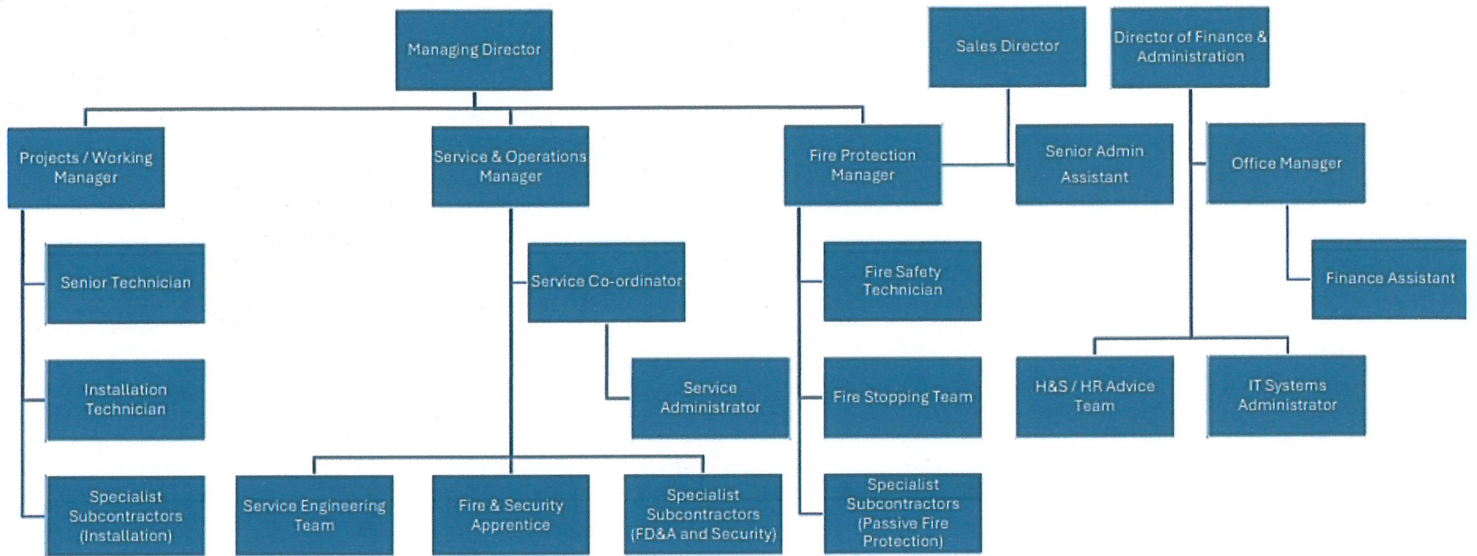 Managing Director
Sales Director
Director of Finance &
Administration
Projects / Working
Manager
Service & Operations
Manager
Fire Protection
Manager
Senior Admin
Assistant
Office Manager
Senior Technician
Service Co-ordinator
Fire Safety
Technician
Finance Assistant
Installation
Technician
Service
Administrator
Fire Stopping Team
H&S / HR Advice
Team
IT Systems
Administrator
Specialist
Subcontractors
(Installation)
Service Engineering
Team
Fire & Security
Apprentice
Specialist
Subcontractors
(FD&A and Security)
Specialist
Subcontractors
(Passive Fire
Protection)